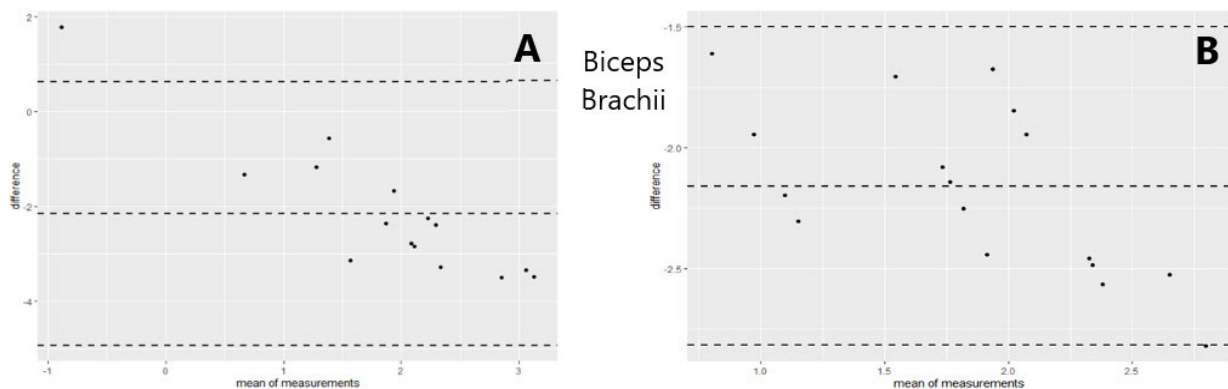 A
2
0
-2
-4
difference
-1
0
1
2
3
mean of measurements
Biceps
Brachii
B
-1.5
-2.0
-2.5
difference
1.0
1.5
2.0
2.5
mean of measurements